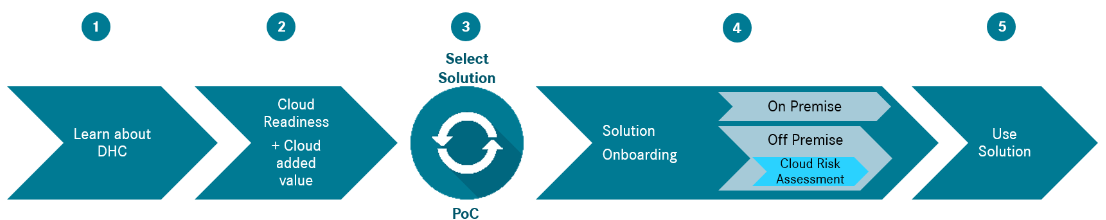 1
2
3
4
5
Learn about
DHC
Cloud
Readiness
+ Cloud
added
value
Select
Solution
PoC
Solution
Onboarding
On Premise
Off Premise
Cloud Risk
Assessment
Use
Solution